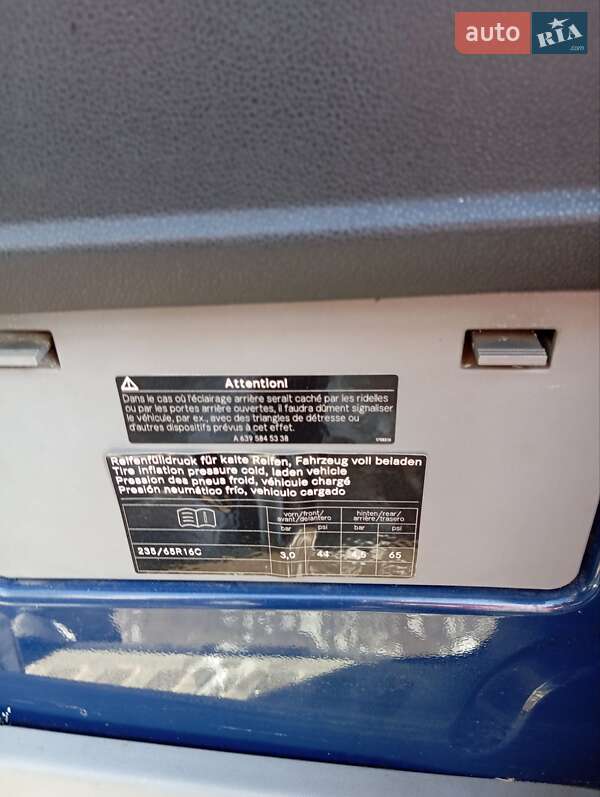 auto RIA .com
Attention!
Dans le cas où l'éclairage arrière serait caché par les ridelles
ou par les portes arrière ouvertes, il faudra dûment signaliser
le véhicule, par ex., avec des triangles de détresse ou
d'autres dispositifs prévus à cet effet.
A 639 584 53 38
Reifenfülldruck für kalte Reifen, Fahrzeug voll beladen
Tire inflation pressure cold, laden vehicle
Pression des pneus froid, véhicule chargé
Presión neumático frío, vehículo cargado
vorn/front/ hinten/rear/
avant/delantero arrière/trasero
bar psi bar psi
235/65R16C 3,0 44 4,5 65